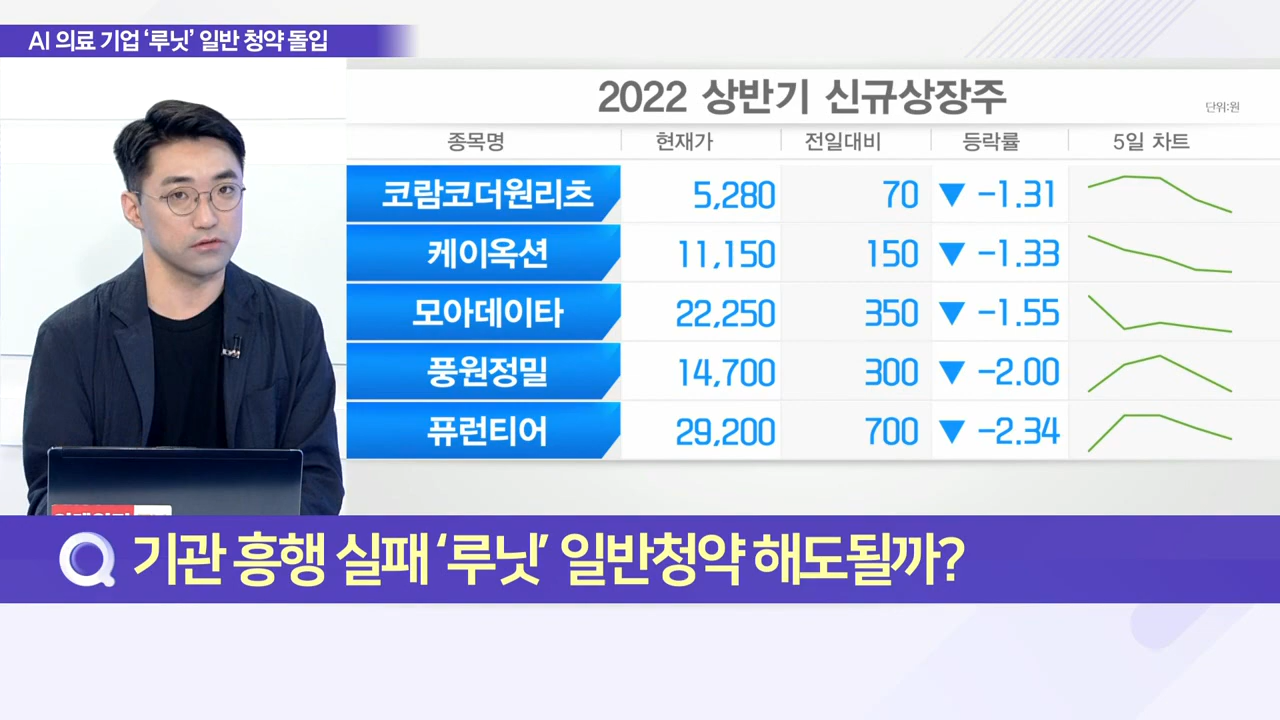 AI 의료 기업 ‘루닛’ 일반 청약 돌입
2022 상반기 신규상장주
단위:원
종목명 현재가 전일대비 등락률 5일 차트
코람코더원리츠 5,280 70 ▼ -1.31
케이옥션 11,150 150 ▼ -1.33
모아데이타 22,250 350 ▼ -1.55
풍원정밀 14,700 300 ▼ -2.00
퓨런티어 29,200 700 ▼ -2.34
Q 기관 흥행 실패 ‘루닛’ 일반청약 해도될까?